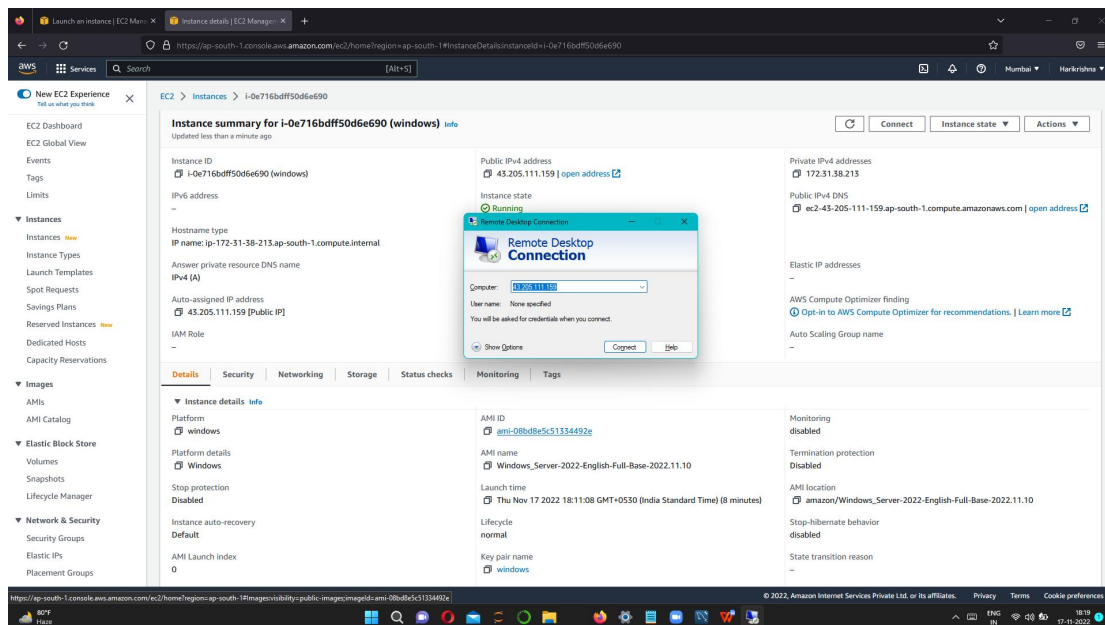 Launch an instance | EC2 Mana
Instance details | EC2 Managem
https://ap-south-1.console.aws.amazon.com/ec2/home?region=ap-south-1#InstanceDetails:instanceId=i-0e716bdff50d6e690
aws
Services
Search
[Alt+S]
Mumbai ▼
Harikrishna ▼
New EC2 Experience
Tell us what you think
EC2 Dashboard
EC2 Global View
Events
Tags
Limits
▼ Instances
Instances New
Instance Types
Launch Templates
Spot Requests
Savings Plans
Reserved Instances New
Dedicated Hosts
Capacity Reservations
▼ Images
AMIs
AMI Catalog
▼ Elastic Block Store
Volumes
Snapshots
Lifecycle Manager
▼ Network & Security
Security Groups
Elastic IPs
Placement Groups
EC2 > Instances > i-0e716bdff50d6e690
Instance summary for i-0e716bdff50d6e690 (windows) Info
Updated less than a minute ago
Connect
Instance state ▼
Actions ▼
Instance ID
i-0e716bdff50d6e690 (windows)
Public IPv4 address
43.205.111.159 | open address
Private IPv4 addresses
172.31.38.213
IPv6 address
–
Instance state
Running
Public IPv4 DNS
ec2-43-205-111-159.ap-south-1.compute.amazonaws.com | open address
Hostname type
IP name: ip-172-31-38-213.ap-south-1.compute.internal
Answer private resource DNS name
IPv4 (A)
Elastic IP addresses
–
Auto-assigned IP address
43.205.111.159 [Public IP]
AWS Compute Optimizer finding
Opt-in to AWS Compute Optimizer for recommendations. | Learn more
IAM Role
–
Auto Scaling Group name
–
Remote Desktop Connection
Remote Desktop
Connection
Computer:
43.205.111.159
User name: None specified
You will be asked for credentials when you connect.
Show Options
Connect
Help
Details
Security
Networking
Storage
Status checks
Monitoring
Tags
▼ Instance details Info
Platform
windows
AMI ID
ami-08bd8e5c51334492e
Monitoring
disabled
Platform details
Windows
AMI name
Windows_Server-2022-English-Full-Base-2022.11.10
Termination protection
Disabled
Stop protection
Disabled
Launch time
Thu Nov 17 2022 18:11:08 GMT+0530 (India Standard Time) (8 minutes)
AMI location
amazon/Windows_Server-2022-English-Full-Base-2022.11.10
Instance auto-recovery
Default
Lifecycle
normal
Stop-hibernate behavior
disabled
AMI Launch index
0
Key pair name
windows
State transition reason
–
https://ap-south-1.console.aws.amazon.com/ec2/home?region=ap-south-1#Images:visibility=public-images;imageId=ami-08bd8e5c51334492e
© 2022, Amazon Internet Services Private Ltd. or its affiliates.
Privacy
Terms
Cookie preferences
80°F
Haze
ENG
IN
18:19
17-11-2022